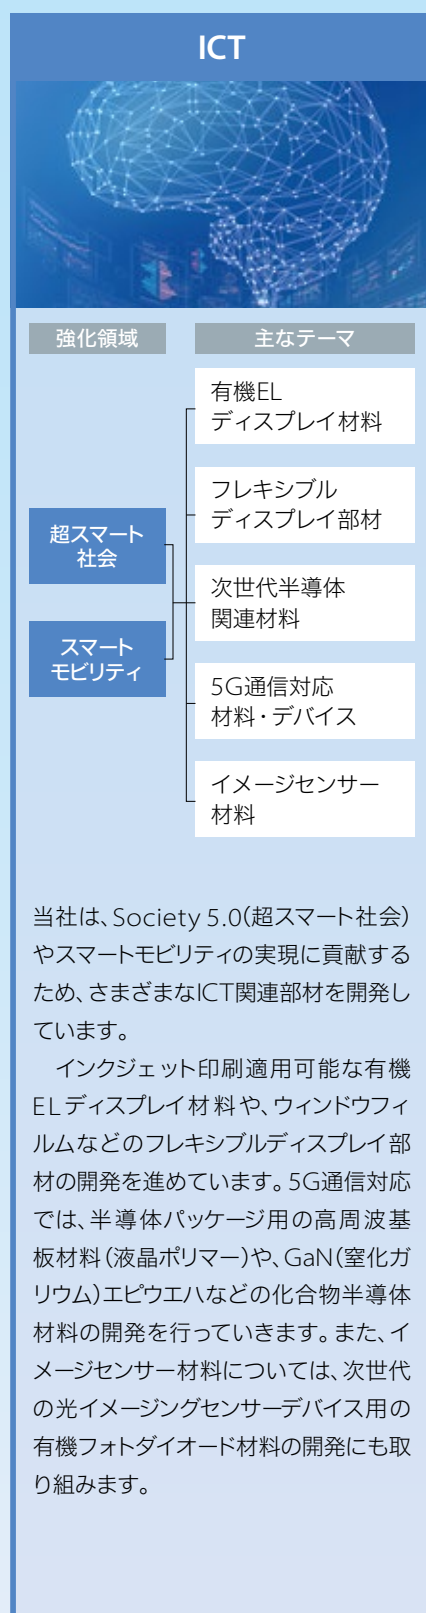 ICT
強化領域
主なテーマ
超スマート
社会
スマート
モビリティ
有機EL
ディスプレイ材料
フレキシブル
ディスプレイ部材
次世代半導体
関連材料
5G通信対応
材料・デバイス
イメージセンサー
材料
当社は、Society 5.0(超スマート社会)
やスマートモビリティの実現に貢献する
ため、さまざまなICT関連部材を開発し
ています。
インクジェット印刷適用可能な有機
ELディスプレイ材料や、ウィンドウフィ
ルムなどのフレキシブルディスプレイ部
材の開発を進めています。5G通信対応
では、半導体パッケージ用の高周波基
板材料(液晶ポリマー)や、GaN(窒化ガ
リウム)エピウエハなどの化合物半導体
材料の開発を行っていきます。また、イ
メージセンサー材料については、次世代
の光イメージングセンサーデバイス用の
有機フォトダイオード材料の開発にも取
り組みます。